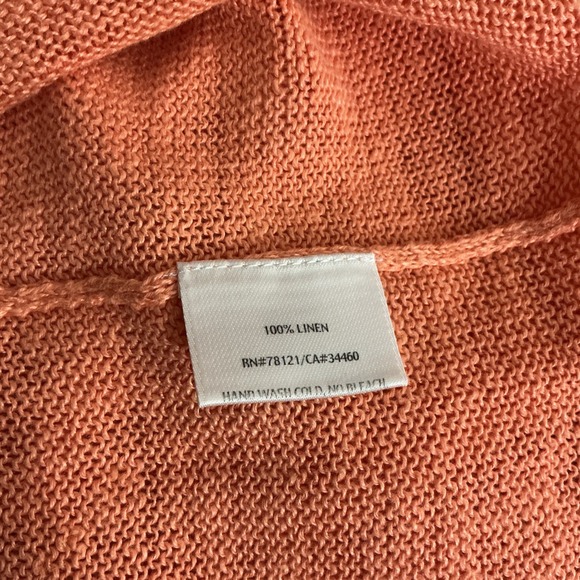 100% LINEN
RN#78121/CA#34460
HAND WASH COLD, NO BLEACH